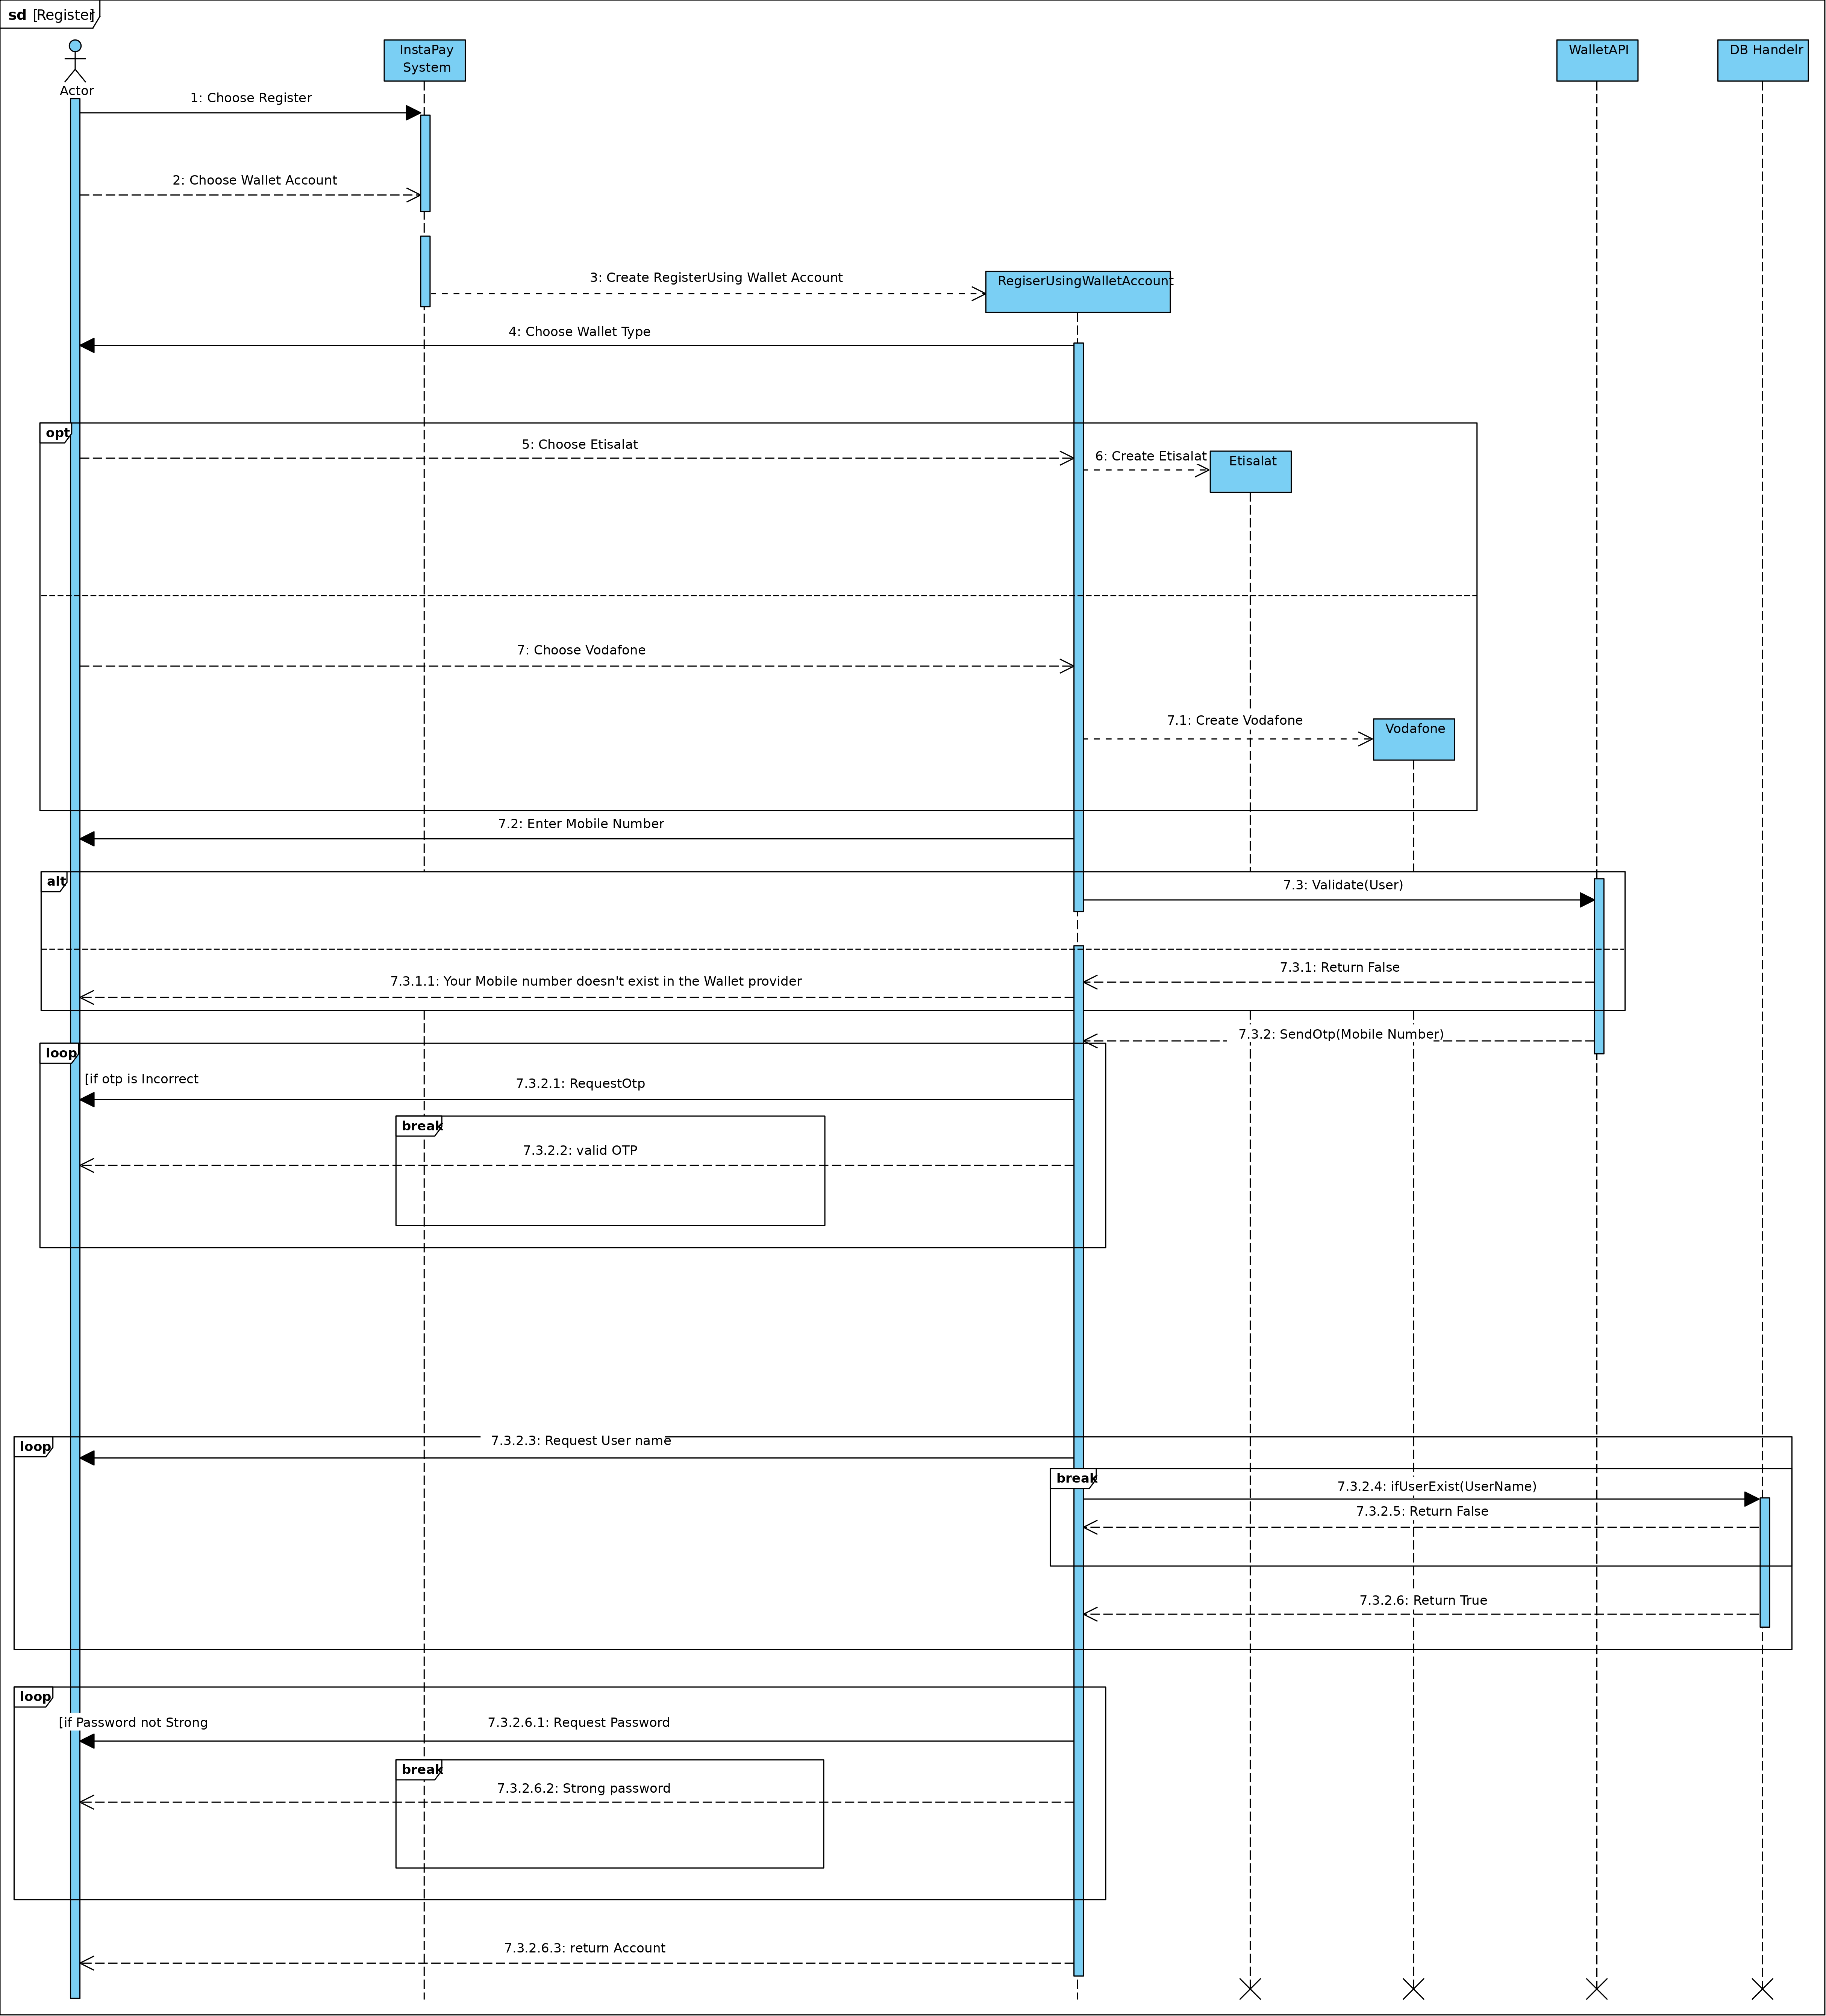 sd [Register]
InstaPay
System
WalletAPI
DB Handelr
Actor
1: Choose Register
2: Choose Wallet Account
3: Create RegisterUsing Wallet Account
RegiserUsingWalletAccount
4: Choose Wallet Type
opt
5: Choose Etisalat
6: Create Etisalat
Etisalat
7: Choose Vodafone
7.1: Create Vodafone
Vodafone
7.2: Enter Mobile Number
alt
7.3: Validate(User)
7.3.1: Return False
7.3.1.1: Your Mobile number doesn't exist in the Wallet provider
7.3.2: SendOtp(Mobile Number)
loop
[if otp is Incorrect
7.3.2.1: RequestOtp
break
7.3.2.2: valid OTP
loop
7.3.2.3: Request User name
break
7.3.2.4: ifUserExist(UserName)
7.3.2.5: Return False
7.3.2.6: Return True
loop
[if Password not Strong
7.3.2.6.1: Request Password
break
7.3.2.6.2: Strong password
7.3.2.6.3: return Account